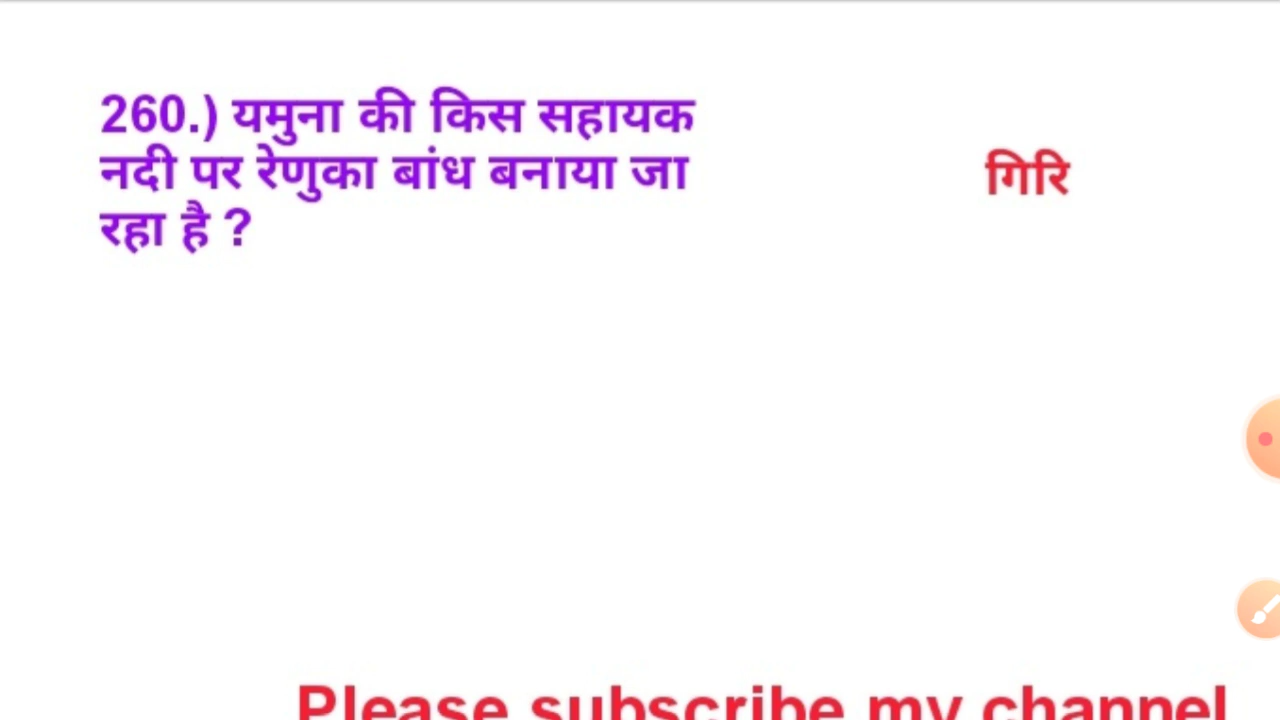 260.) यमुना की किस सहायक
नदी पर रेणुका बांध बनाया जा
रहा है ?
गिरि
Please subscribe my channel